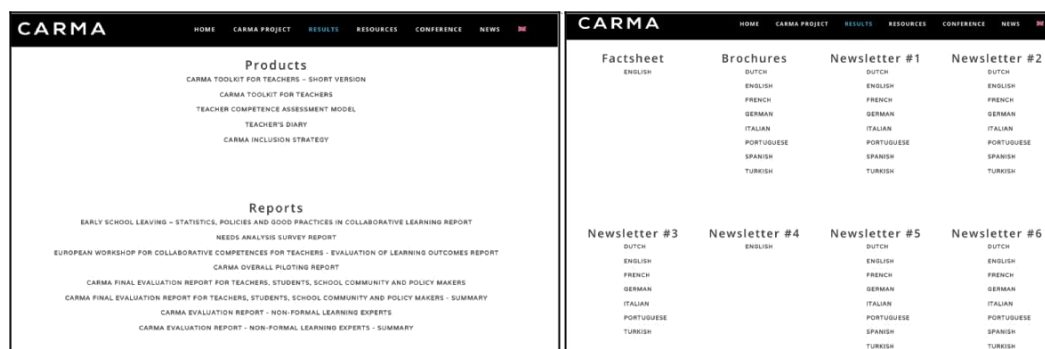 CARMA
HOME CARMA PROJECT RESULTS RESOURCES CONFERENCE NEWS
Products
CARMA TOOLKIT FOR TEACHERS – SHORT VERSION
CARMA TOOLKIT FOR TEACHERS
TEACHER COMPETENCE ASSESSMENT MODEL
TEACHER'S DIARY
CARMA INCLUSION STRATEGY
Reports
EARLY SCHOOL LEAVING – STATISTICS, POLICIES AND GOOD PRACTICES IN COLLABORATIVE LEARNING REPORT
NEEDS ANALYSIS SURVEY REPORT
EUROPEAN WORKSHOP FOR COLLABORATIVE COMPETENCES FOR TEACHERS - EVALUATION OF LEARNING OUTCOMES REPORT
CARMA OVERALL PILOTING REPORT
CARMA FINAL EVALUATION REPORT FOR TEACHERS, STUDENTS, SCHOOL COMMUNITY AND POLICY MAKERS
CARMA FINAL EVALUATION REPORT FOR TEACHERS, STUDENTS, SCHOOL COMMUNITY AND POLICY MAKERS - SUMMARY
CARMA EVALUATION REPORT - NON-FORMAL LEARNING EXPERTS
CARMA EVALUATION REPORT - NON-FORMAL LEARNING EXPERTS - SUMMARY
CARMA
HOME CARMA PROJECT RESULTS RESOURCES CONFERENCE NEWS
Factsheet
ENGLISH
Brochures
DUTCH
ENGLISH
FRENCH
GERMAN
ITALIAN
PORTUGUESE
SPANISH
TURKISH
Newsletter #1
DUTCH
ENGLISH
FRENCH
GERMAN
ITALIAN
PORTUGUESE
SPANISH
TURKISH
Newsletter #2
DUTCH
ENGLISH
FRENCH
GERMAN
ITALIAN
PORTUGUESE
SPANISH
TURKISH
Newsletter #3
DUTCH
ENGLISH
FRENCH
GERMAN
ITALIAN
PORTUGUESE
TURKISH
Newsletter #4
ENGLISH
Newsletter #5
DUTCH
ENGLISH
FRENCH
GERMAN
ITALIAN
PORTUGUESE
SPANISH
TURKISH
Newsletter #6
DUTCH
ENGLISH
FRENCH
GERMAN
ITALIAN
PORTUGUESE
SPANISH
TURKISH